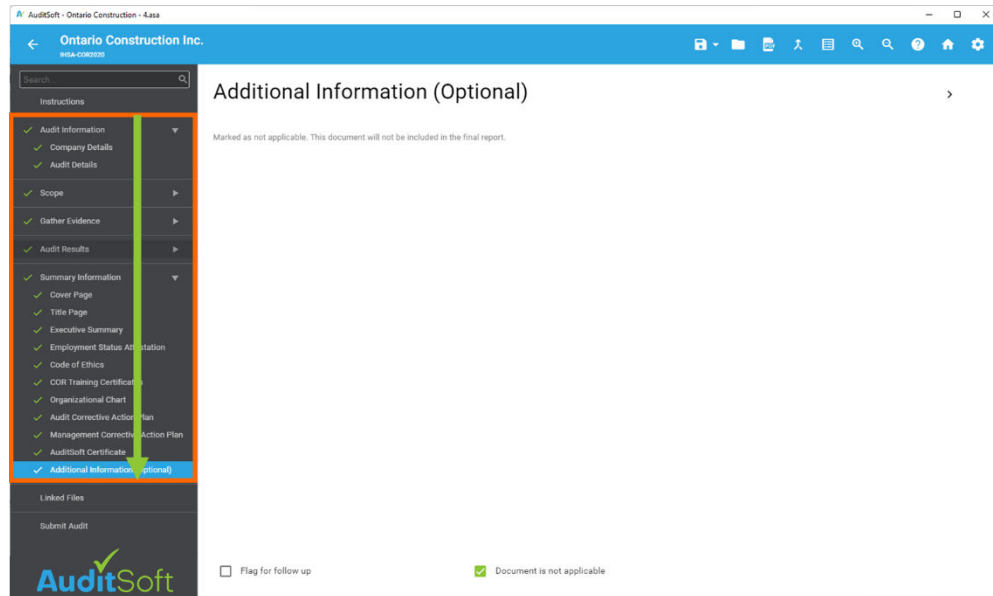 AuditSoft - Ontario Construction - 4.asa
Ontario Construction Inc.
IHSA-COR2020
Search...
Instructions
Audit Information
Company Details
Audit Details
Scope
Gather Evidence
Audit Results
Summary Information
Cover Page
Title Page
Executive Summary
Employment Status Attestation
Code of Ethics
COR Training Certificates
Organizational Chart
Audit Corrective Action Plan
Management Corrective Action Plan
AuditSoft Certificate
Additional Information (Optional)
Linked Files
Submit Audit
AuditSoft
Additional Information (Optional)
Marked as not applicable. This document will not be included in the final report.
Flag for follow up
Document is not applicable